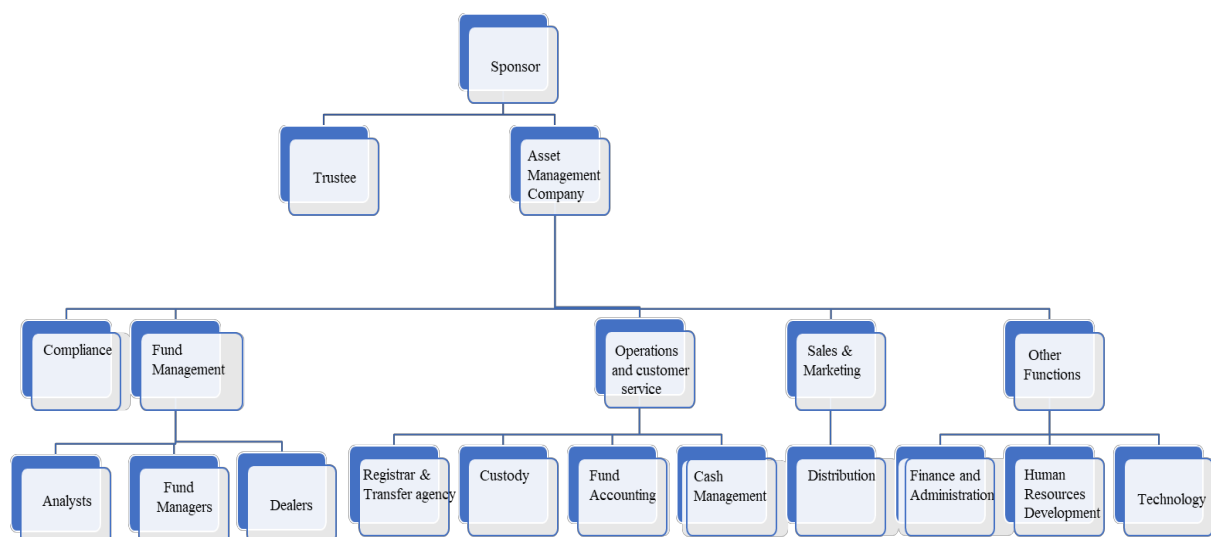 Sponsor
Trustee
Asset
Management
Company
Compliance
Fund
Management
Operations
and customer
service
Sales &
Marketing
Other
Functions
Analysts
Fund
Managers
Dealers
Registrar &
Transfer agency
Custody
Fund
Accounting
Cash
Management
Distribution
Finance and
Administration
Human
Resources
Development
Technology